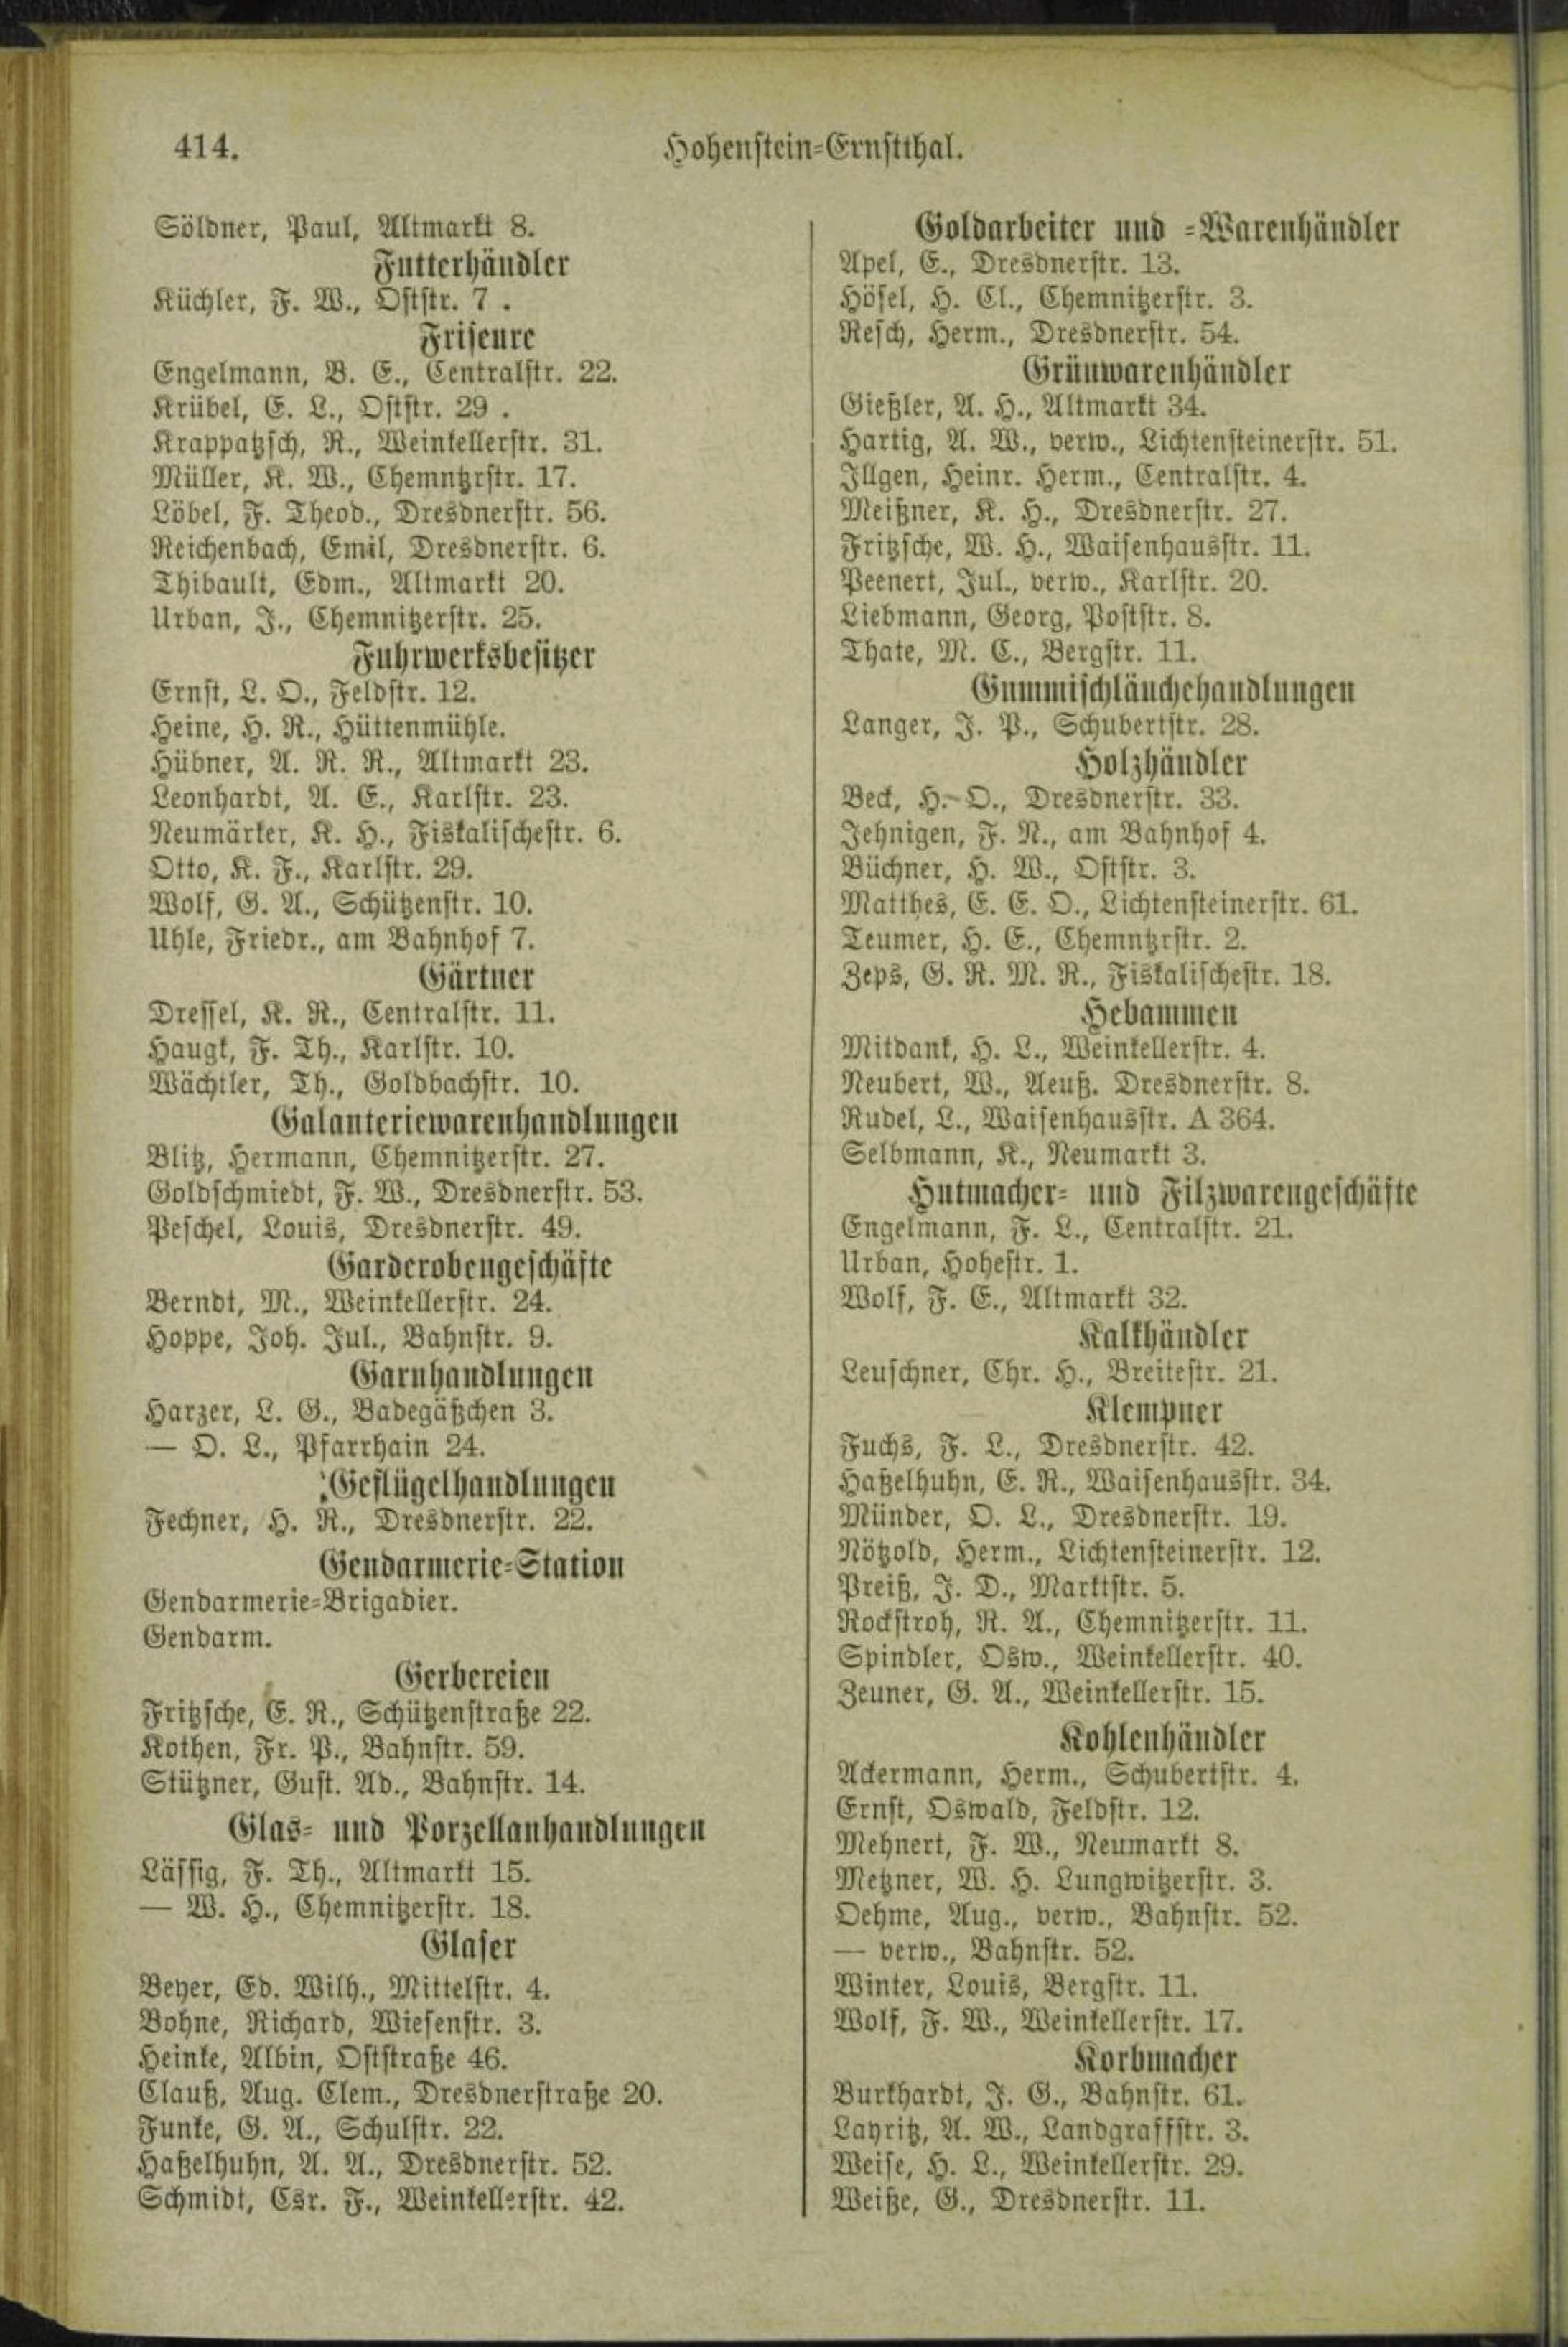 414.
Hohenstein-Ernstthal.
Söldner, Paul, Altmarkt 8.
Futterhändler
Küchler, F. W., Oststr. 7 .
Friseure
Engelmann, B. E., Centralstr. 22.
Krübel, E. L., Oststr. 29 .
Krappatzsch, R., Weinkellerstr. 31.
Müller, K. W., Chemntzrstr. 17.
Löbel, F. Theod., Dresdnerstr. 56.
Reichenbach, Emil, Dresdnerstr. 6.
Thibault, Edm., Altmarkt 20.
Urban, J., Chemnitzerstr. 25.
Fuhrwerksbesitzer
Ernst, L. O., Feldstr. 12.
Heine, H. R., Hüttenmühle.
Hübner, A. R. R., Altmarkt 23.
Leonhardt, A. E., Karlstr. 23.
Neumärker, K. H., Fiskalischestr. 6.
Otto, K. F., Karlstr. 29.
Wolf, G. A., Schützenstr. 10.
Uhle, Friedr., am Bahnhof 7.
Gärtner
Dressel, K. R., Centralstr. 11.
Haugk, F. Th., Karlstr. 10.
Wächtler, Th., Goldbachstr. 10.
Galanteriewarenhandlungen
Blitz, Hermann, Chemnitzerstr. 27.
Goldschmiedt, F. W., Dresdnerstr. 53.
Peschel, Louis, Dresdnerstr. 49.
Garderobengeschäfte
Berndt, M., Weinkellerstr. 24.
Hoppe, Joh. Jul., Bahnstr. 9.
Garnhandlungen
Harzer, L. G., Badegäßchen 3.
— O. L., Pfarrhain 24.
Geflügelhandlungen
Fechner, H. R., Dresdnerstr. 22.
Gendarmerie-Station
Gendarmerie-Brigadier.
Gendarm.
Gerbereien
Fritzsche, E. R., Schützenstraße 22.
Kothen, Fr. P., Bahnstr. 59.
Stützner, Gust. Ad., Bahnstr. 14.
Glas- und Porzellanhandlungen
Lässig, F. Th., Altmarkt 15.
— W. H., Chemnitzerstr. 18.
Glaser
Beyer, Ed. Wilh., Mittelstr. 4.
Bohne, Richard, Wiesenstr. 3.
Heinke, Albin, Oststraße 46.
Clauß, Aug. Clem., Dresdnerstraße 20.
Funke, G. A., Schulstr. 22.
Haßelhuhn, A. A., Dresdnerstr. 52.
Schmidt, Csr. F., Weinkellerstr. 42.
Goldarbeiter und -Warenhändler
Apel, E., Dresdnerstr. 13.
Hösel, H. Cl., Chemnitzerstr. 3.
Resch, Herm., Dresdnerstr. 54.
Grünwarenhändler
Gießler, A. H., Altmarkt 34.
Hartig, A. W., verw., Lichtensteinerstr. 51.
Illgen, Heinr. Herm., Centralstr. 4.
Meißner, K. H., Dresdnerstr. 27.
Fritzsche, W. H., Waisenhausstr. 11.
Peenert, Jul., verw., Karlstr. 20.
Liebmann, Georg, Poststr. 8.
Thate, M. C., Bergstr. 11.
Gummischläuchehandlungen
Langer, J. P., Schubertstr. 28.
Holzhändler
Beck, H. O., Dresdnerstr. 33.
Jehnigen, F. N., am Bahnhof 4.
Büchner, H. W., Oststr. 3.
Matthes, E. E. O., Lichtensteinerstr. 61.
Teumer, H. E., Chemntzrstr. 2.
Zeps, G. R. M. R., Fiskalischestr. 18.
Hebammen
Mitdank, H. L., Weinkellerstr. 4.
Neubert, W., Aeuß. Dresdnerstr. 8.
Rudel, L., Waisenhausstr. A 364.
Selbmann, K., Neumarkt 3.
Hutmacher- und Filzwarengeschäfte
Engelmann, F. L., Centralstr. 21.
Urban, Hohestr. 1.
Wolf, F. E., Altmarkt 32.
Kalkhändler
Leuschner, Chr. H., Breitestr. 21.
Klempner
Fuchs, F. L., Dresdnerstr. 42.
Haßelhuhn, E. R., Waisenhausstr. 34.
Münder, O. L., Dresdnerstr. 19.
Nötzold, Herm., Lichtensteinerstr. 12.
Preiß, J. D., Marktstr. 5.
Rockstroh, R. A., Chemnitzerstr. 11.
Spindler, Osw., Weinkellerstr. 40.
Zeuner, G. A., Weinkellerstr. 15.
Kohlenhändler
Ackermann, Herm., Schubertstr. 4.
Ernst, Oswald, Feldstr. 12.
Mehnert, F. W., Neumarkt 8.
Metzner, W. H. Lungwitzerstr. 3.
Oehme, Aug., verw., Bahnstr. 52.
— verw., Bahnstr. 52.
Winter, Louis, Bergstr. 11.
Wolf, F. W., Weinkellerstr. 17.
Korbmacher
Burkhardt, J. G., Bahnstr. 61.
Layritz, A. W., Landgraffstr. 3.
Weise, H. L., Weinkellerstr. 29.
Weiße, G., Dresdnerstr. 11.